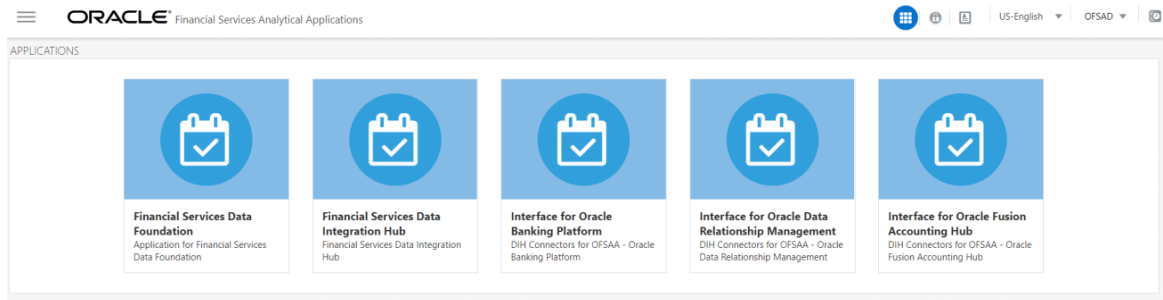 ORACLE® Financial Services Analytical Applications
US-English OFSAD
APPLICATIONS
Financial Services Data
Foundation
Application for Financial Services
Data Foundation
Financial Services Data
Integration Hub
Financial Services Data Integration
Hub
Interface for Oracle
Banking Platform
DIH Connectors for OFSAA - Oracle
Banking Platform
Interface for Oracle Data
Relationship Management
DIH Connectors for OFSAA - Oracle
Data Relationship Management
Interface for Oracle Fusion
Accounting Hub
DIH Connectors for OFSAA - Oracle
Fusion Accounting Hub